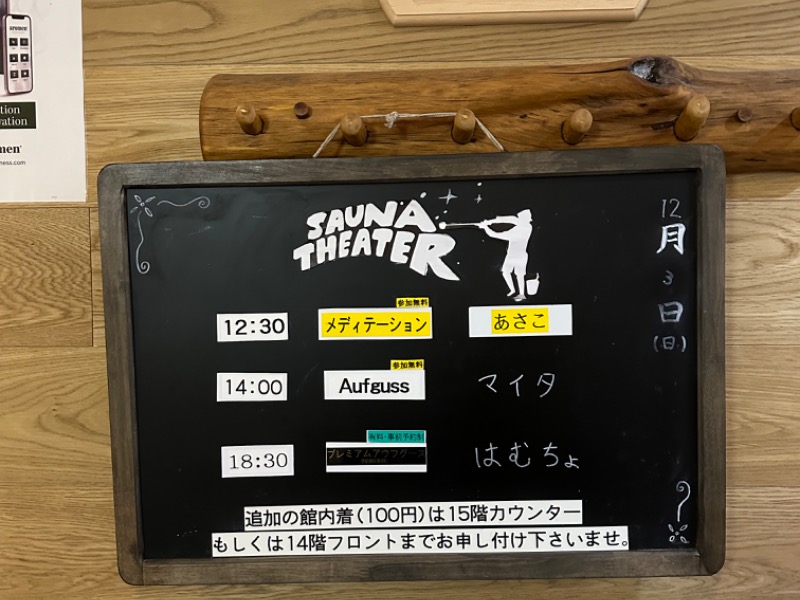 tion
vation
SAUNA
THEATER
12
月
3
日
(日)
参加無料
12:30 メディテーション あさこ
参加無料
14:00 Aufguss マイタ
有料・事前予約制
18:30 プレミアムアウフグース はむちょ
追加の館内着(100円)は15階カウンター
もしくは14階フロントまでお申し付け下さいませ。